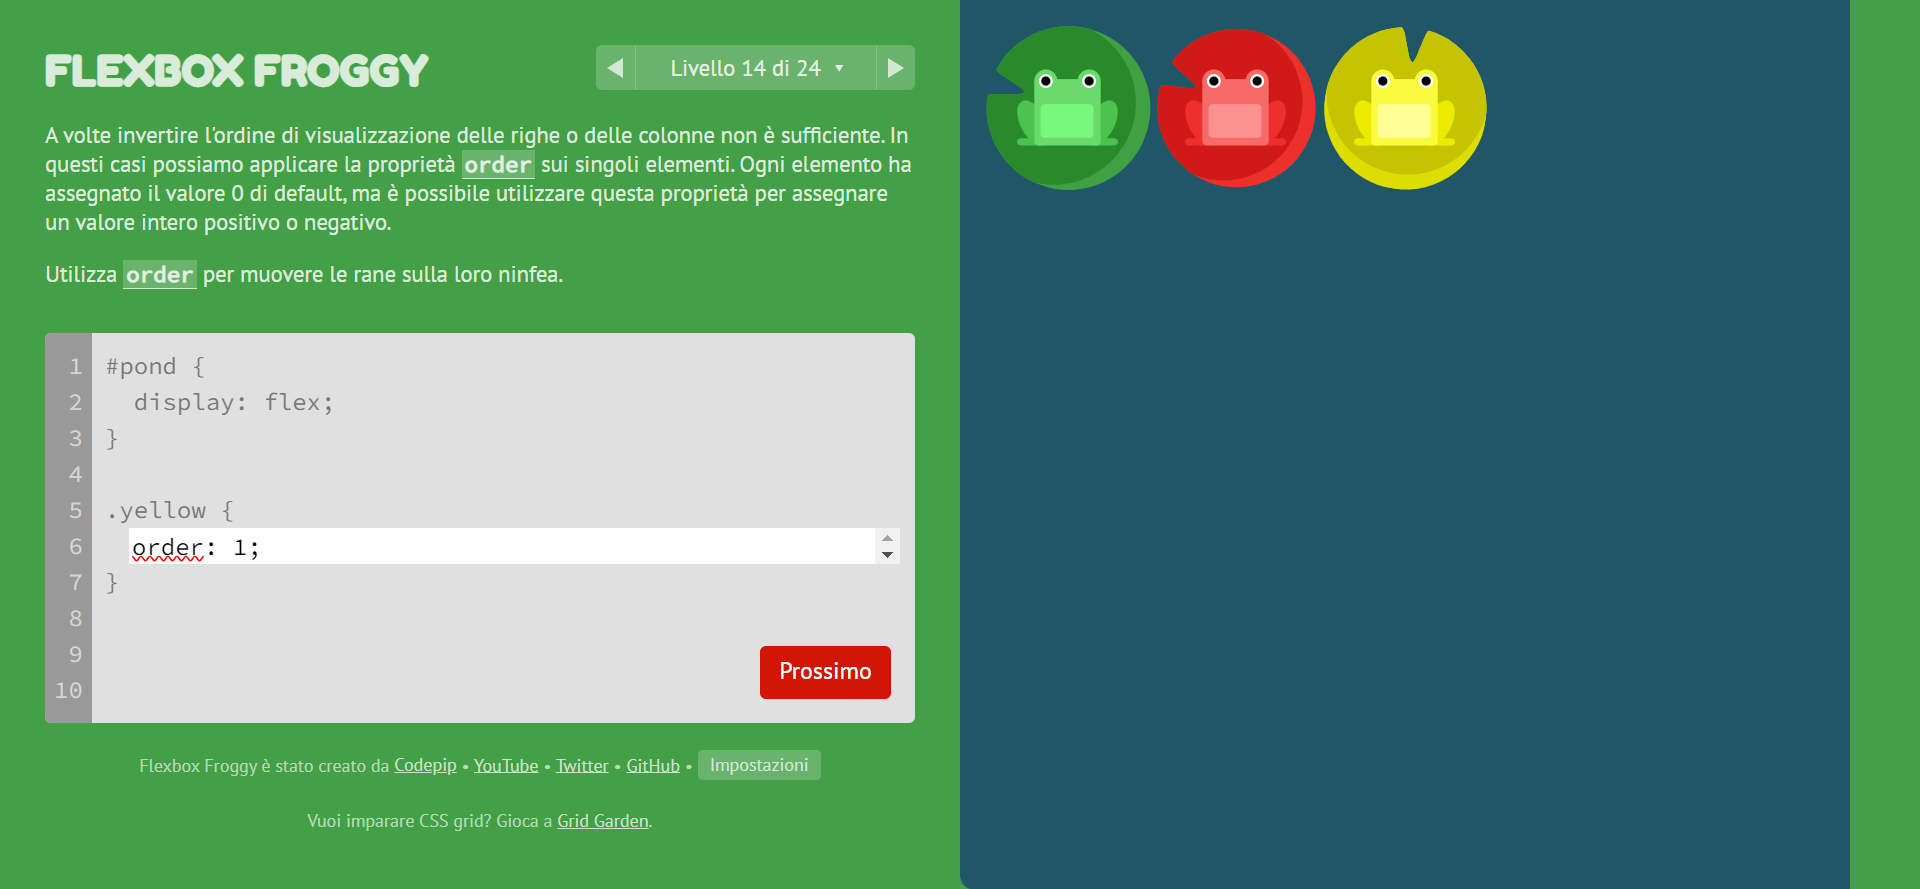 FLEXBOX FROGGY
Livello 14 di 24
A volte invertire l'ordine di visualizzazione delle righe o delle colonne non è sufficiente. In
questi casi possiamo applicare la proprietà order sui singoli elementi. Ogni elemento ha
assegnato il valore 0 di default, ma è possibile utilizzare questa proprietà per assegnare
un valore intero positivo o negativo.
Utilizza order per muovere le rane sulla loro ninfea.
1 #pond {
2 display: flex;
3 }
4
5 .yellow {
6 order: 1;
7 }
8
9
10
Prossimo
Flexbox Froggy è stato creato da Codepip • YouTube • Twitter • GitHub • Impostazioni
Vuoi imparare CSS grid? Gioca a Grid Garden.